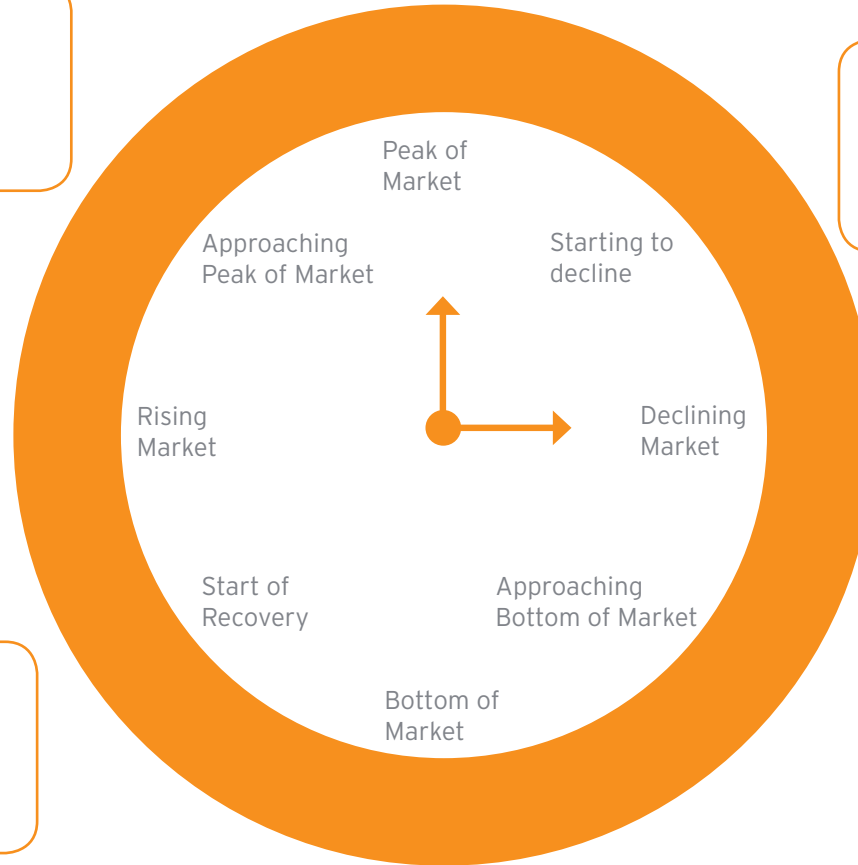 Peak of
Market
Approaching
Peak of Market
Starting to
decline
Rising
Market
Declining
Market
Start of
Recovery
Approaching
Bottom of Market
Bottom of
Market